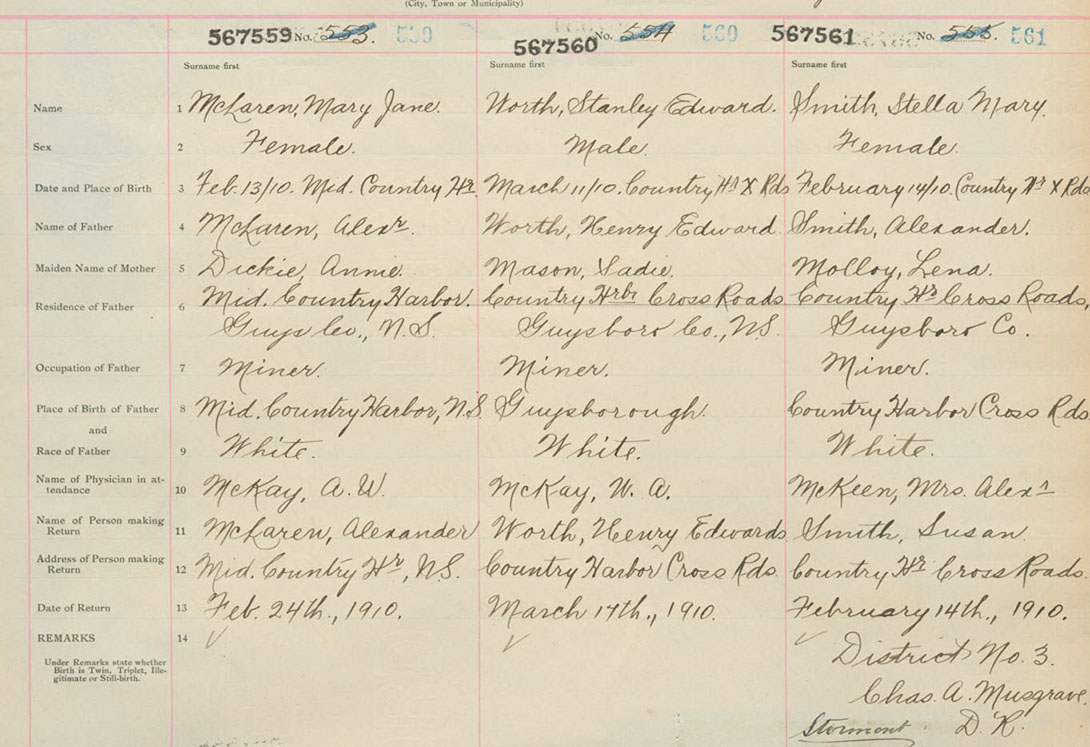 (City, Town or Municipality)
567559 No. 553. 559 567560 No. 554 560 567561 No. 555. 561
Surname first Surname first Surname first
Name 1 McLaren, Mary Jane. Worth, Stanley Edward. Smith, Stella Mary.
Sex 2 Female. Male. Female.
Date and Place of Birth 3 Feb. 13/10. Mid. Country Hr. March 11/10. Country Hr X Rds February 14/10. Country Hr X Rds
Name of Father 4 McLaren, Alexr. Worth, Henry Edward Smith, Alexander.
Maiden Name of Mother 5 Dickie, Annie. Mason, Sadie. Molloy, Lena.
Residence of Father 6 Mid. Country Harbor. Country Hrbr Cross Roads Country Hr Cross Roads,
Guys Co., N.S. Guysboro Co., N.S. Guysboro Co.
Occupation of Father 7 Miner. Miner. Miner.
Place of Birth of Father 8 Mid. Country Harbor, N.S. Guysborough. Country Harbor Cross Rds.
and
Race of Father 9 White. White. White.
Name of Physician in at-
tendance 10 McKay, A. W. McKay, W. A. McKeen, Mrs. Alexr
Name of Person making
Return 11 McLaren, Alexander Worth, Henry Edwards Smith, Susan
Address of Person making
Return 12 Mid. Country Hr, N.S. Country Harbor Cross Rds. Country Hr Cross Roads
Date of Return 13 Feb. 24th., 1910. March 17th., 1910. February 14th., 1910.
REMARKS 14
Under Remarks state whether
Birth is Twin, Triplet, Ille-
gitimate or Still-birth.
District No. 3.
Chas. A. Musgrave.
Stormont D. R.